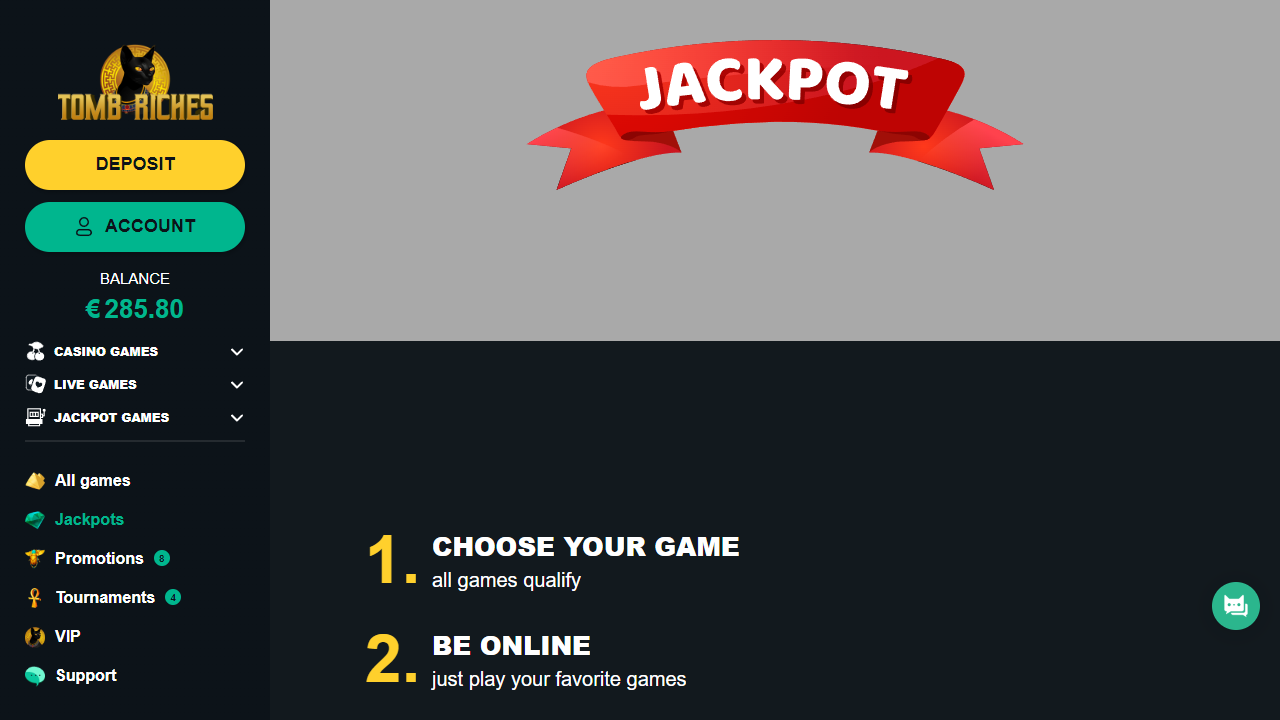 TOMB RICHES
DEPOSIT
ACCOUNT
BALANCE
€ 285.80
CASINO GAMES
LIVE GAMES
JACKPOT GAMES
All games
Jackpots
Promotions 8
Tournaments 4
VIP
Support
JACKPOT
1. CHOOSE YOUR GAME
all games qualify
2. BE ONLINE
just play your favorite games